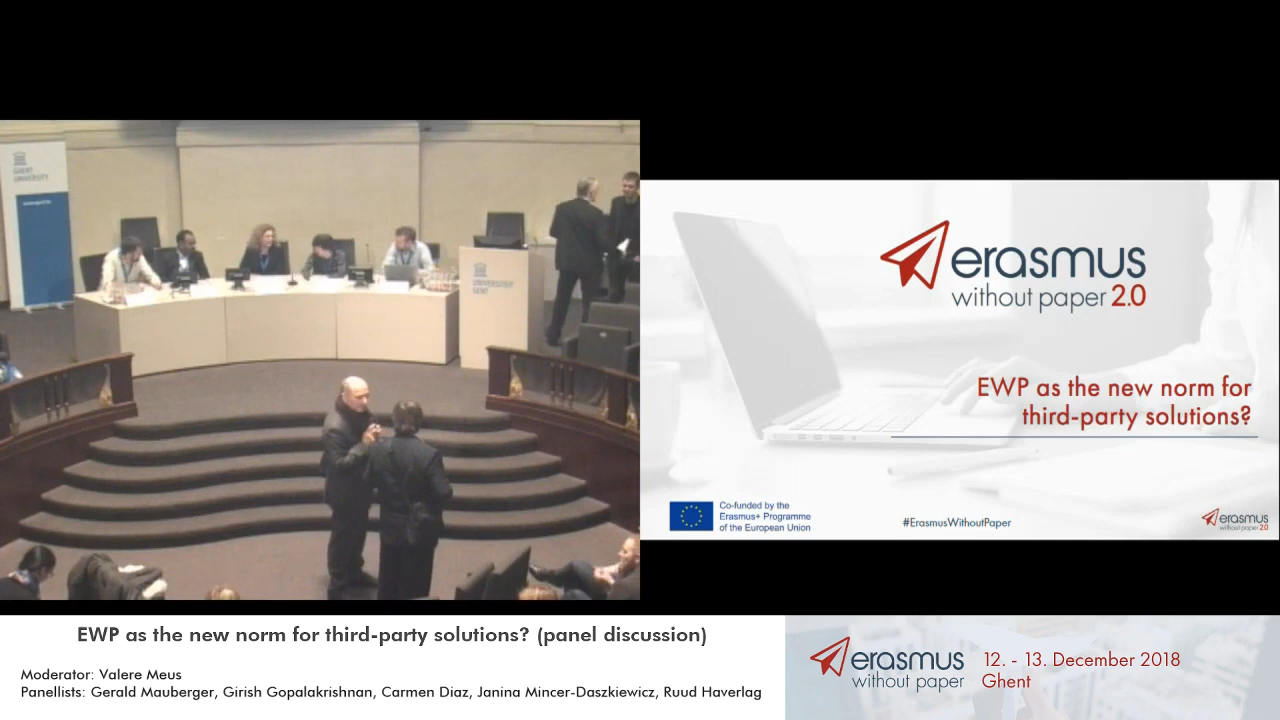 GHENT
UNIVERSITY
UNIVERSITEIT
GENT
erasmus
without paper 2.0
EWP as the new norm for
third-party solutions?
Co-funded by the
Erasmus+ Programme
of the European Union
#ErasmusWithoutPaper
erasmus
without paper 2.0
EWP as the new norm for third-party solutions? (panel discussion)
Moderator: Valere Meus
Panellists: Gerald Mauberger, Girish Gopalakrishnan, Carmen Diaz, Janina Mincer-Daszkiewicz, Ruud Haverlag
erasmus
without paper
12. - 13. December 2018
Ghent